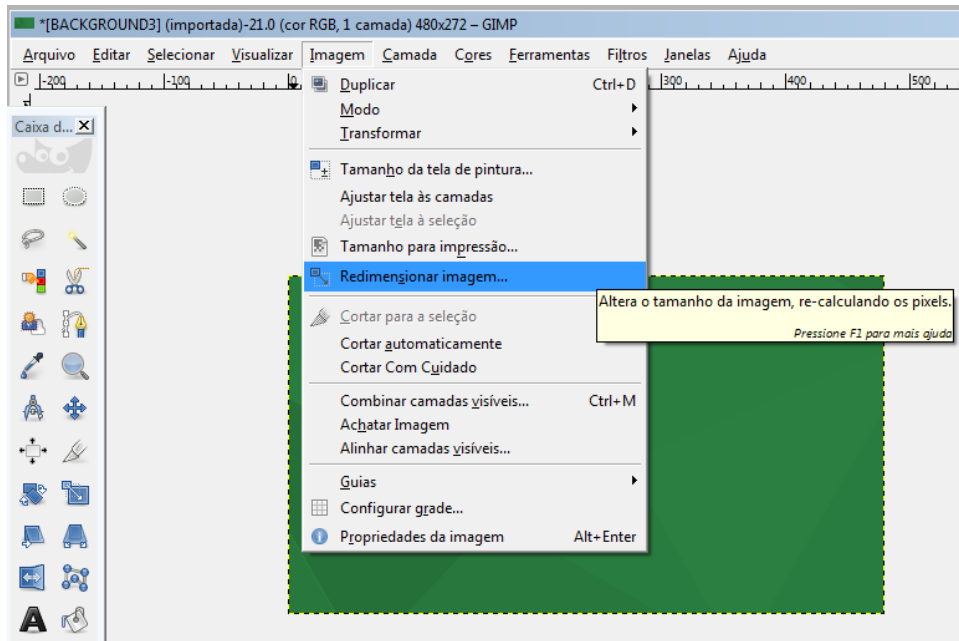 *[BACKGROUND3] (importada)-21.0 (cor RGB, 1 camada) 480x272 – GIMP
Arquivo Editar Selecionar Visualizar Imagem Camada Cores Ferramentas Filtros Janelas Ajuda
-200 -100 0 300 400 500
Caixa d...
Duplicar Ctrl+D
Modo
Transformar
Tamanho da tela de pintura...
Ajustar tela às camadas
Ajustar tela à seleção
Tamanho para impressão...
Redimensionar imagem...
Altera o tamanho da imagem, re-calculando os pixels.
Pressione F1 para mais ajuda
Cortar para a seleção
Cortar automaticamente
Cortar Com Cuidado
Combinar camadas visíveis... Ctrl+M
Achatar Imagem
Alinhar camadas visíveis...
Guias
Configurar grade...
Propriedades da imagem Alt+Enter